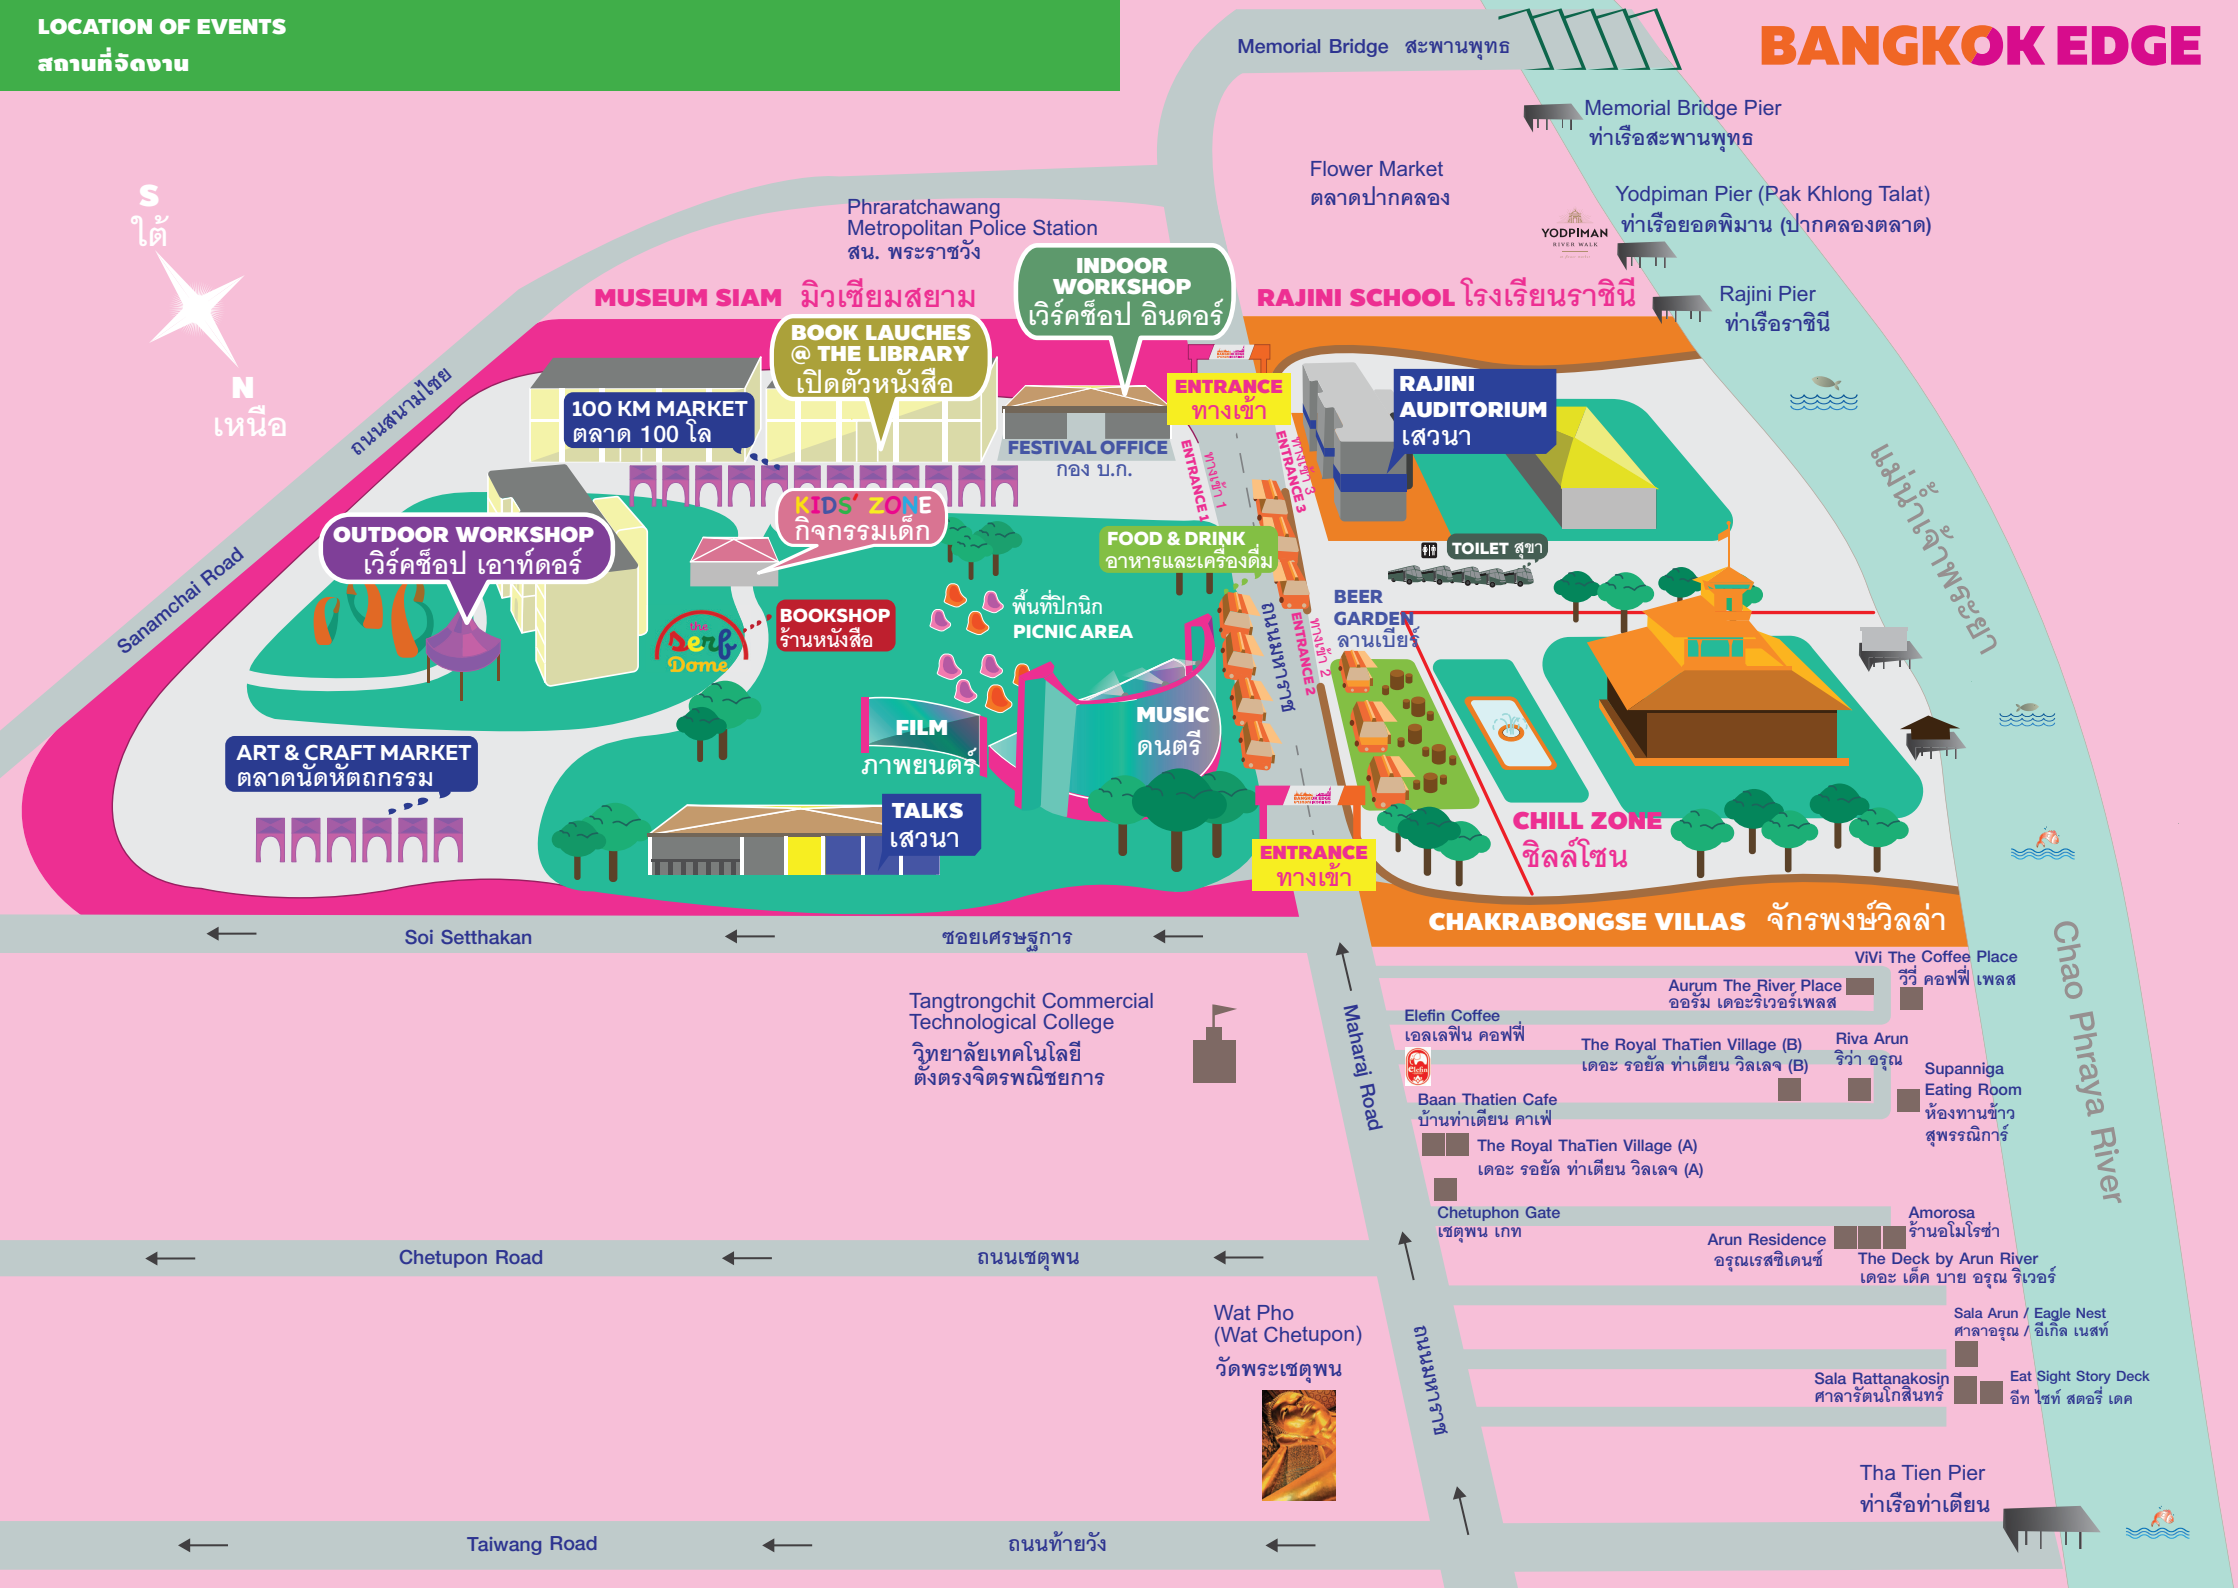 LOCATION OF EVENTS
สถานที่จัดงาน
BANGKOK EDGE
Memorial Bridge สะพานพุทธ
Memorial Bridge Pier
ท่าเรือสะพานพุทธ
Flower Market
ตลาดปากคลอง
Yodpiman Pier (Pak Khlong Talat)
ท่าเรือยอดพิมาน (ปากคลองตลาด)
YODPIMAN
RIVER WALK
Rajini Pier
ท่าเรือราชินี
S
ใต้
N
เหนือ
Phraratchawang
Metropolitan Police Station
สน. พระราชวัง
MUSEUM SIAM มิวเซียมสยาม
RAJINI SCHOOL โรงเรียนราชินี
INDOOR
WORKSHOP
เวิร์คช็อป อินดอร์
BOOK LAUCHES
@ THE LIBRARY
เปิดตัวหนังสือ
100 KM MARKET
ตลาด 100 โล
FESTIVAL OFFICE
กอง บ.ก.
ENTRANCE
ทางเข้า
ENTRANCE 1
ทางเข้า 1
ENTRANCE 3
ทางเข้า 3
RAJINI
AUDITORIUM
เสวนา
ถนนสนามไชย
Sanamchai Road
KIDS' ZONE
กิจกรรมเด็ก
OUTDOOR WORKSHOP
เวิร์คช็อป เอาท์ดอร์
FOOD & DRINK
อาหารและเครื่องดื่ม
TOILET สุขา
BOOKSHOP
ร้านหนังสือ
the
serf
Dome
พื้นที่ปิกนิก
PICNIC AREA
BEER
GARDEN
ลานเบียร์
ถนนมหาราช
ENTRANCE 2
ทางเข้า 2
แม่น้ำเจ้าพระยา
FILM
ภาพยนตร์
MUSIC
ดนตรี
ART & CRAFT MARKET
ตลาดนัดหัตถกรรม
TALKS
เสวนา
BANGKOK EDGE
ENTRANCE
ทางเข้า
CHILL ZONE
ชิลล์โซน
CHAKRABONGSE VILLAS จักรพงษ์วิลล่า
Soi Setthakan
ซอยเศรษฐการ
Chao Phraya River
Tangtrongchit Commercial
Technological College
วิทยาลัยเทคโนโลยี
ตั้งตรงจิตรพณิชยการ
Maharaj Road
ViVi The Coffee Place
วีวี่ คอฟฟี่ เพลส
Aurum The River Place
ออรัม เดอะริเวอร์เพลส
Elefin Coffee
เอลเลฟิน คอฟฟี่
Elefin
The Royal ThaTien Village (B)
เดอะ รอยัล ท่าเตียน วิลเลจ (B)
Riva Arun
ริว่า อรุณ
Supanniga
Eating Room
ห้องทานข้าว
สุพรรณิการ์
Baan Thatien Cafe
บ้านท่าเตียน คาเฟ่
The Royal ThaTien Village (A)
เดอะ รอยัล ท่าเตียน วิลเลจ (A)
Chetuphon Gate
เชตุพน เกท
Amorosa
ร้านอโมโรซ่า
Arun Residence
อรุณเรสซิเดนซ์
The Deck by Arun River
เดอะ เด็ค บาย อรุณ ริเวอร์
Chetupon Road
ถนนเชตุพน
Wat Pho
(Wat Chetupon)
วัดพระเชตุพน
ถนนมหาราช
Sala Arun / Eagle Nest
ศาลาอรุณ / อีเกิ้ล เนสท์
Sala Rattanakosin
ศาลารัตนโกสินทร์
Eat Sight Story Deck
อีท ไซท์ สตอรี่ เดค
Tha Tien Pier
ท่าเรือท่าเตียน
Taiwang Road
ถนนท้ายวัง